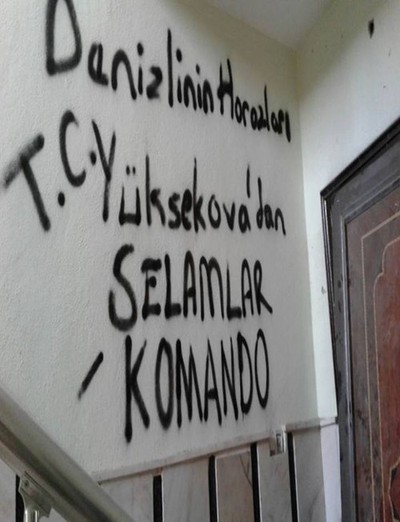 Denizlinin Horozları
T.C. Yüksekova'dan
SELAMLAR
KOMANDO